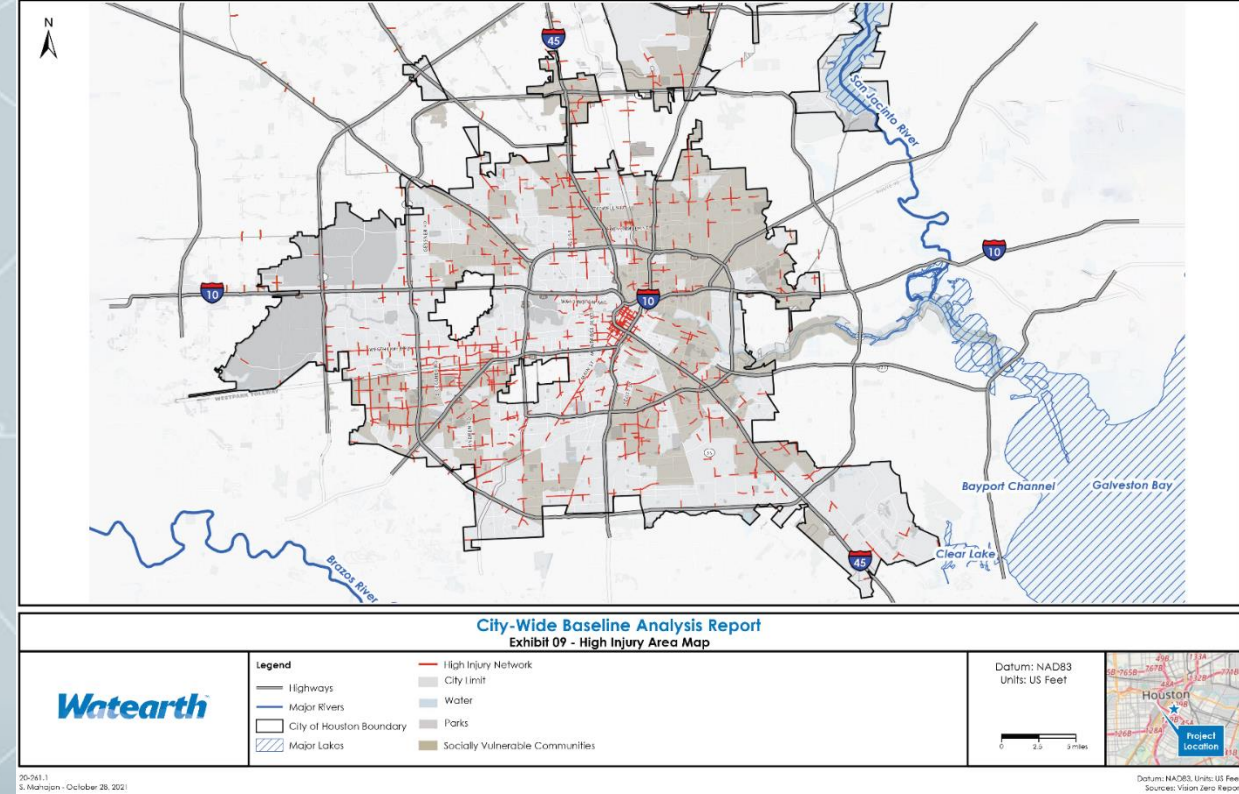 N
45
San Jacinto River
10
10
10
WESTPARK TOLLWAY
Bayport Channel
Galveston Bay
Clear Lake
45
Brazos River
City-Wide Baseline Analysis Report
Exhibit 09 - High Injury Area Map
Watearth
Legend
Highways
Major Rivers
City of Houston Boundary
Major Lakes
High Injury Network
City Limit
Water
Parks
Socially Vulnerable Communities
Datum: NAD83
Units: US Feet
0 2.5 5 miles
Houston
Project
Location
20-261.1
S. Mahajan - October 28, 2021
Datum: NAD83, Units: US Feet
Sources: Vision Zero Report